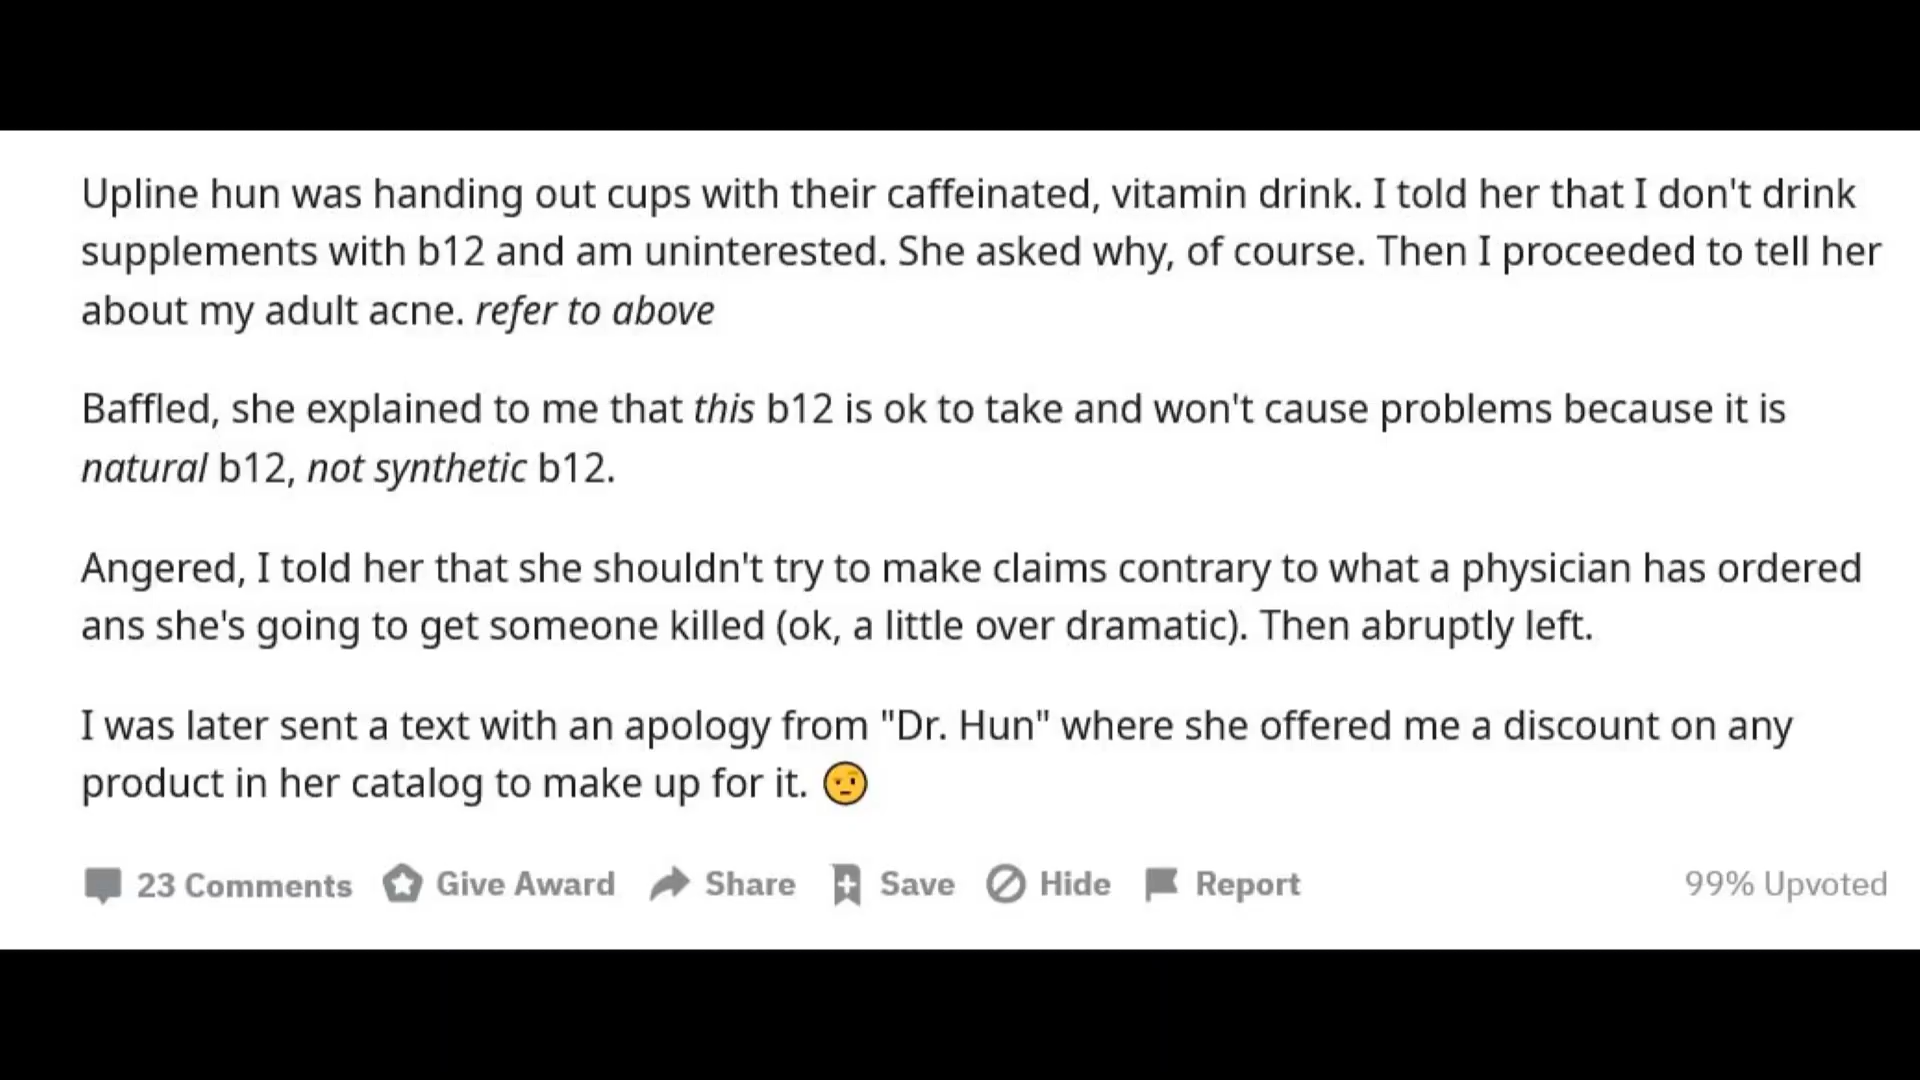 Upline hun was handing out cups with their caffeinated, vitamin drink. I told her that I don't drink
supplements with b12 and am uninterested. She asked why, of course. Then I proceeded to tell her
about my adult acne. refer to above
Baffled, she explained to me that this b12 is ok to take and won't cause problems because it is
natural b12, not synthetic b12.
Angered, I told her that she shouldn't try to make claims contrary to what a physician has ordered
ans she's going to get someone killed (ok, a little over dramatic). Then abruptly left.
I was later sent a text with an apology from "Dr. Hun" where she offered me a discount on any
product in her catalog to make up for it. 🤨
23 Comments Give Award Share Save Hide Report 99% Upvoted